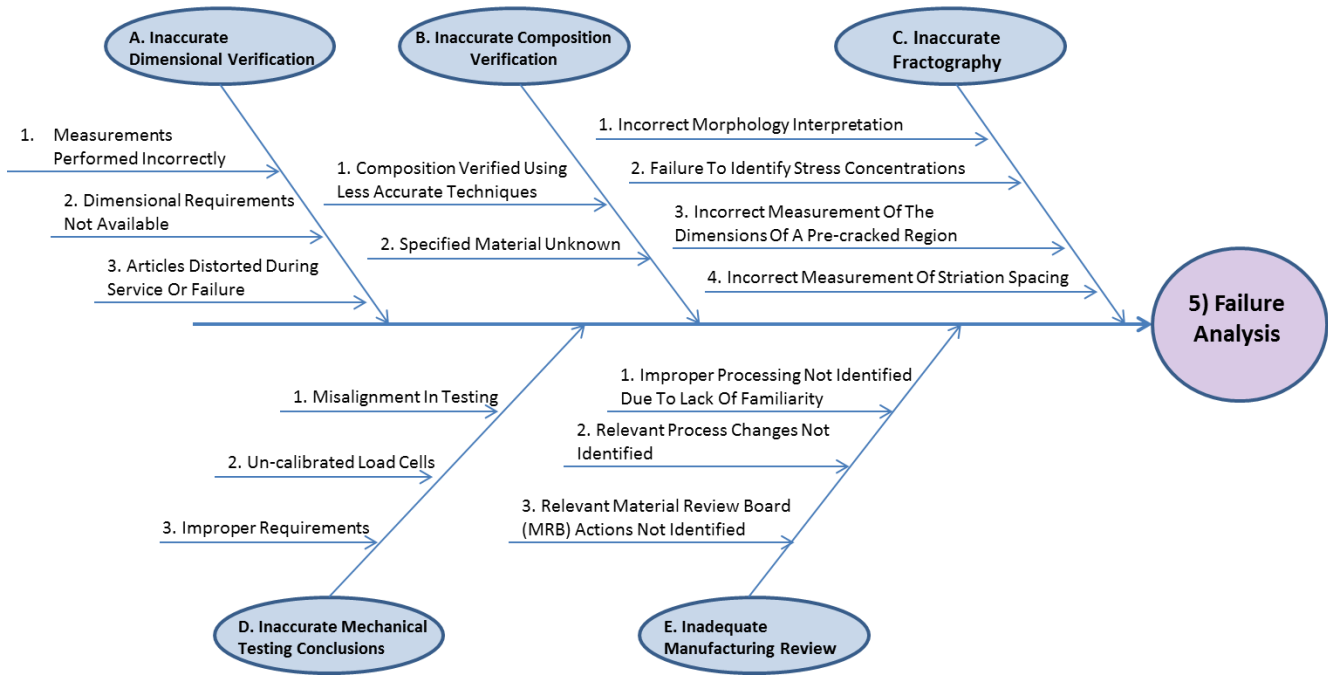 A. Inaccurate
Dimensional Verification
B. Inaccurate Composition
Verification
C. Inaccurate
Fractography
1. Measurements
Performed Incorrectly
2. Dimensional Requirements
Not Available
3. Articles Distorted During
Service Or Failure
1. Composition Verified Using
Less Accurate Techniques
2. Specified Material Unknown
1. Incorrect Morphology Interpretation
2. Failure To Identify Stress Concentrations
3. Incorrect Measurement Of The
Dimensions Of A Pre-cracked Region
4. Incorrect Measurement Of Striation Spacing
5) Failure
Analysis
1. Misalignment In Testing
2. Un-calibrated Load Cells
3. Improper Requirements
1. Improper Processing Not Identified
Due To Lack Of Familiarity
2. Relevant Process Changes Not
Identified
3. Relevant Material Review Board
(MRB) Actions Not Identified
D. Inaccurate Mechanical
Testing Conclusions
E. Inadequate
Manufacturing Review